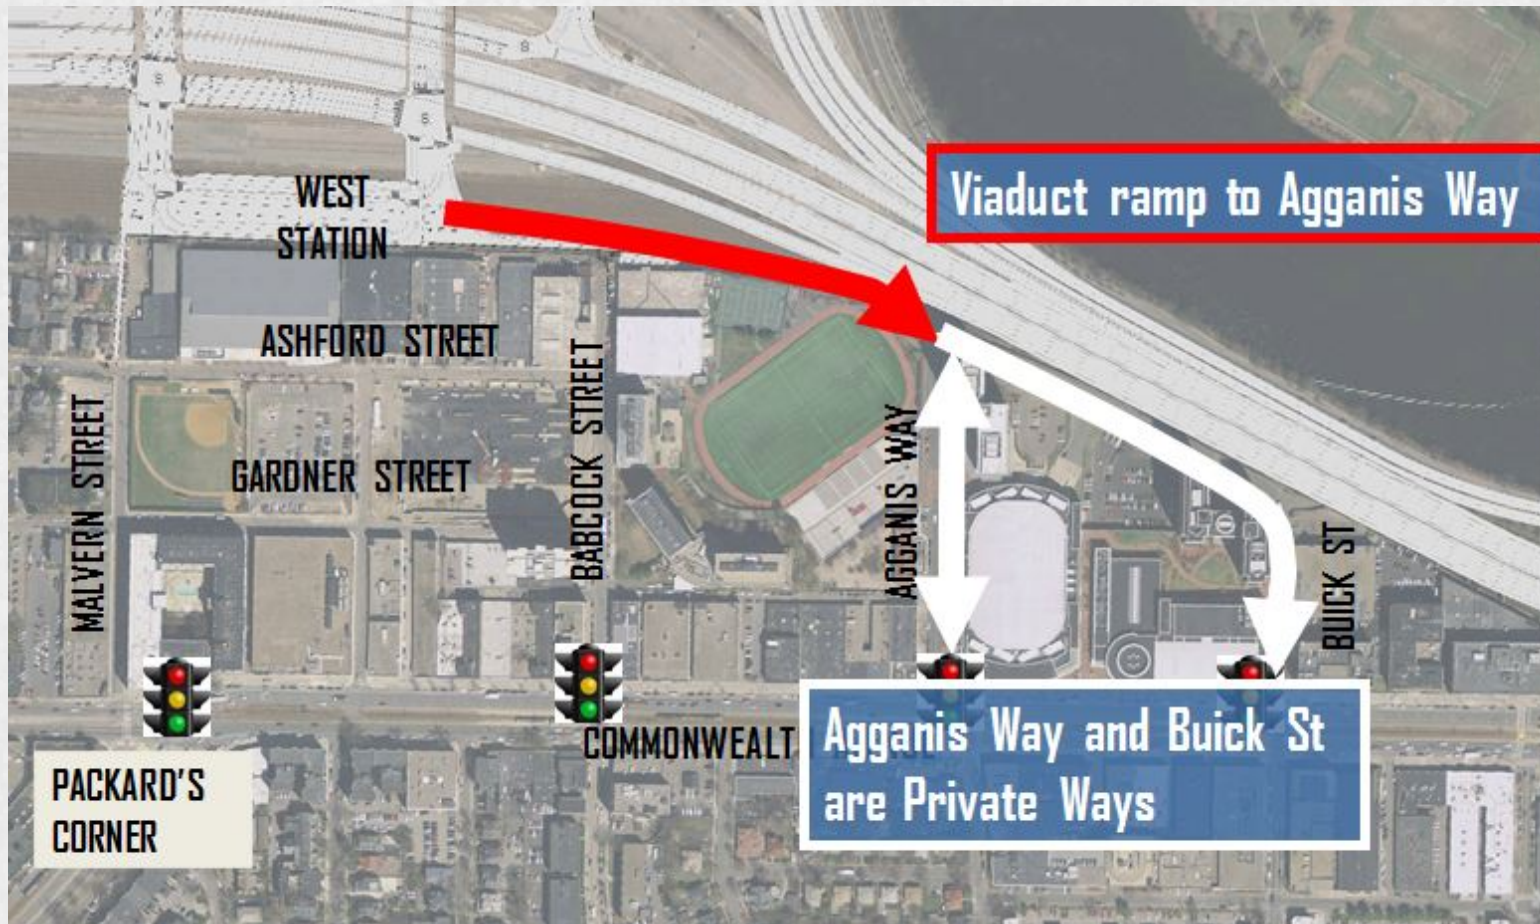 WEST
STATION
Viaduct ramp to Agganis Way
ASHFORD STREET
MALVERN STREET
GARDNER STREET
BABCOCK STREET
AGGANIS WAY
BUICK ST
COMMONWEALT
Agganis Way and Buick St
are Private Ways
PACKARD'S
CORNER